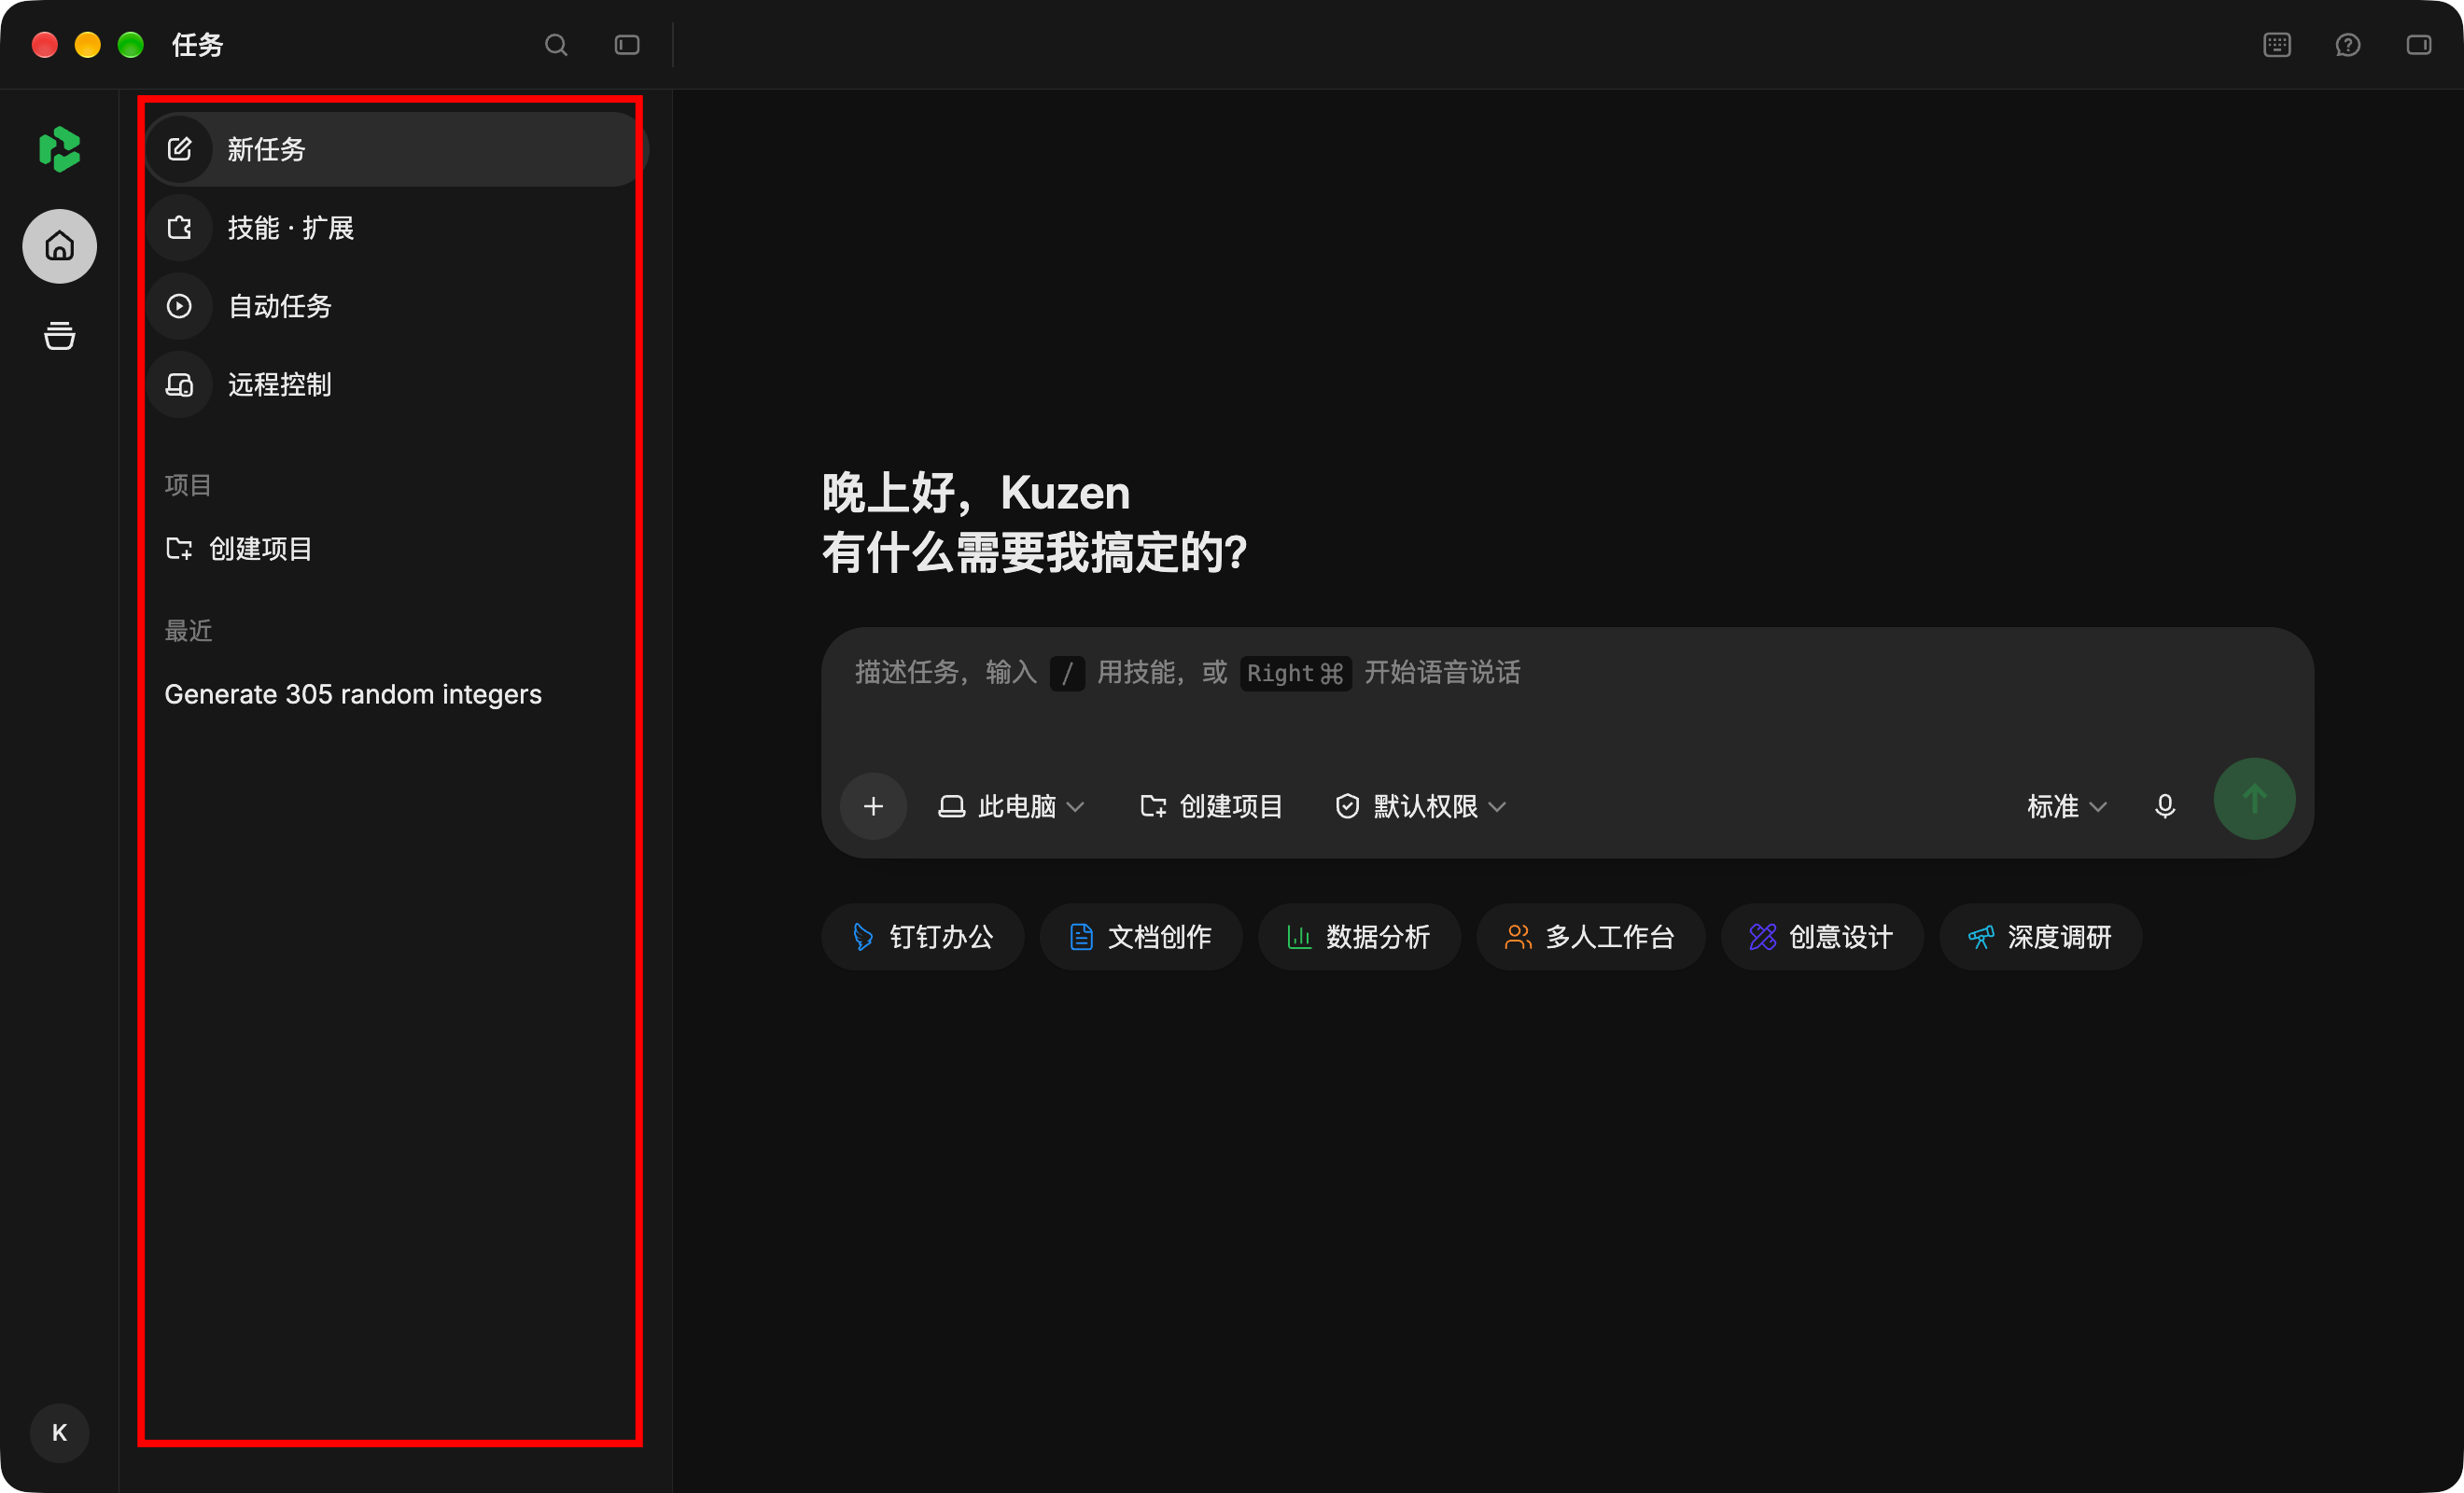 任务
新任务
技能 · 扩展
自动任务
远程控制
项目
创建项目
最近
Generate 305 random integers
K
晚上好，Kuzen
有什么需要我搞定的？
描述任务，输入 / 用技能，或 Right⌘ 开始语音说话
此电脑 创建项目 默认权限 标准
钉钉办公 文档创作 数据分析 多人工作台 创意设计 深度调研